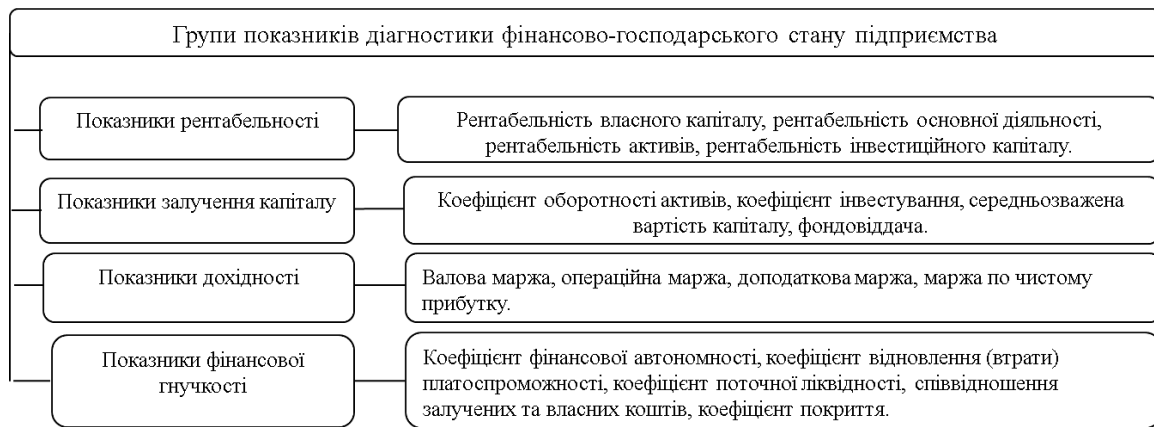 Групи показників діагностики фінансово-господарського стану підприємства
Показники рентабельності
Рентабельність власного капіталу, рентабельність основної діяльності,
рентабельність активів, рентабельність інвестиційного капіталу.
Показники залучення капіталу
Коефіцієнт оборотності активів, коефіцієнт інвестування, середньозважена
вартість капіталу, фондовіддача.
Показники дохідності
Валова маржа, операційна маржа, доподаткова маржа, маржа по чистому
прибутку.
Показники фінансової
гнучкості
Коефіцієнт фінансової автономності, коефіцієнт відновлення (втрати)
платоспроможності, коефіцієнт поточної ліквідності, співвідношення
залучених та власних коштів, коефіцієнт покриття.